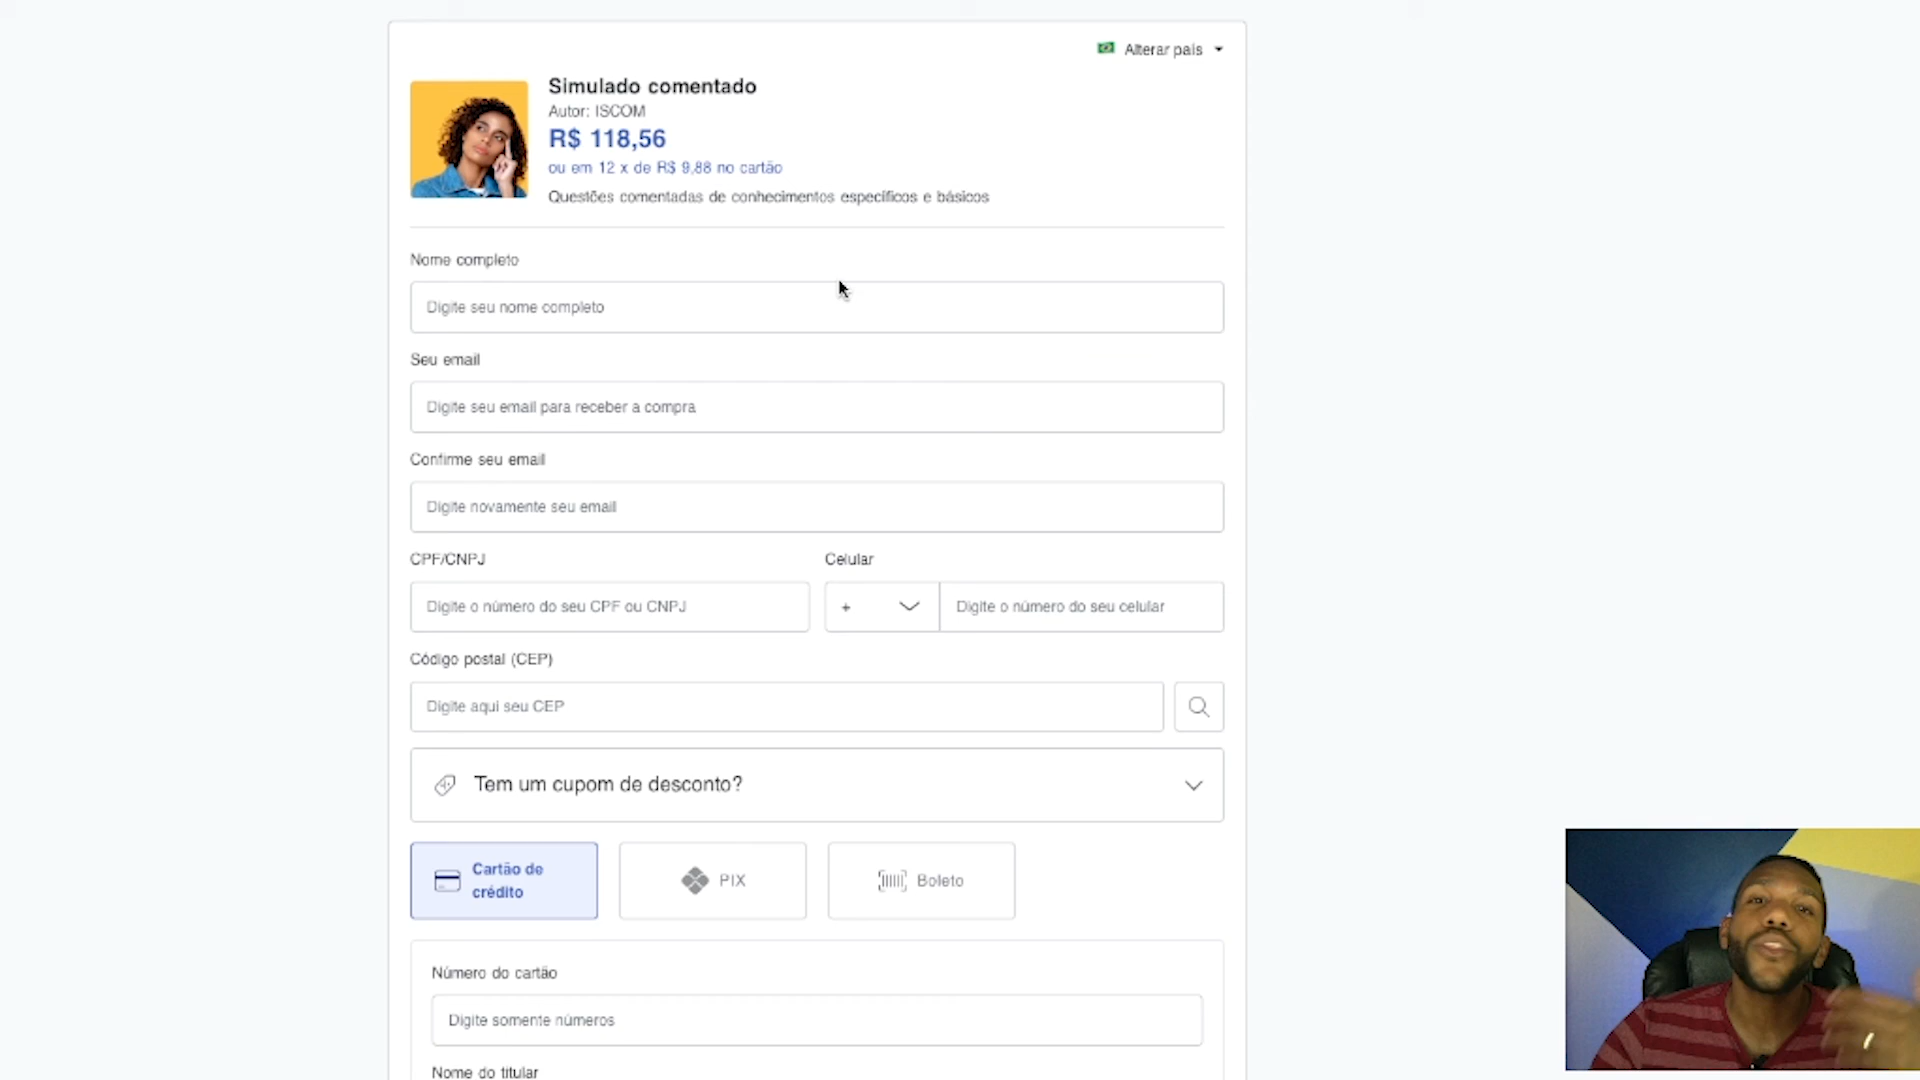 Alterar país
Simulado comentado
Autor: ISCOM
R$ 118,56
ou em 12 x de R$ 9,88 no cartão
Questões comentadas de conhecimentos específicos e básicos
Nome completo
Digite seu nome completo
Seu email
Digite seu email para receber a compra
Confirme seu email
Digite novamente seu email
CPF/CNPJ
Celular
Digite o número do seu CPF ou CNPJ
+
Digite o número do seu celular
Código postal (CEP)
Digite aqui seu CEP
Tem um cupom de desconto?
Cartão de
crédito
PIX
Boleto
Número do cartão
Digite somente números
Nome do titular